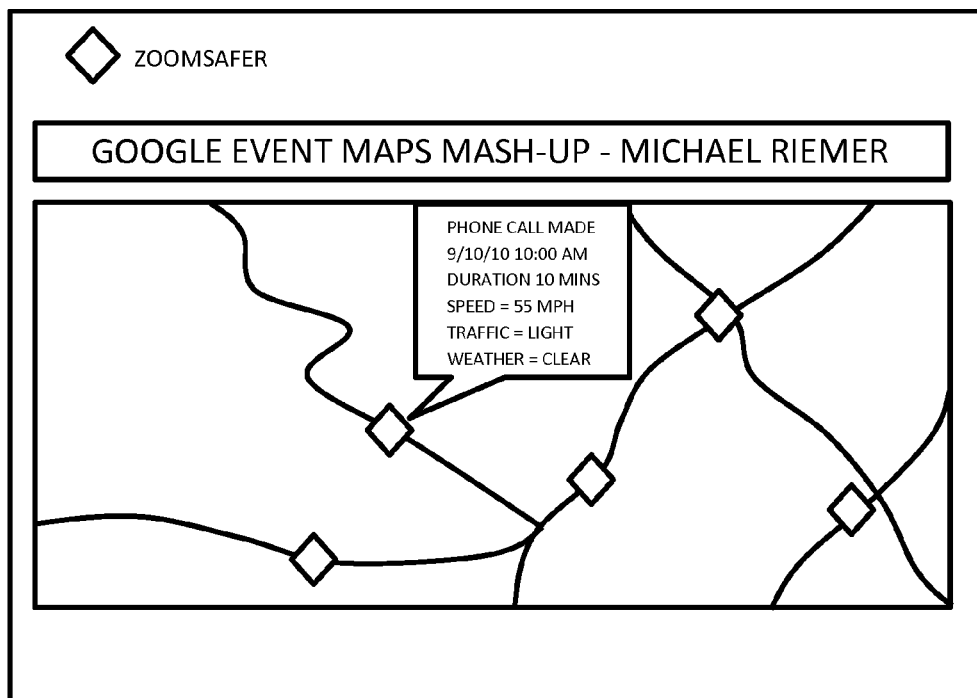 ZOOMSAFER
GOOGLE EVENT MAPS MASH-UP - MICHAEL RIEMER
PHONE CALL MADE
9/10/10 10:00 AM
DURATION 10 MINS
SPEED = 55 MPH
TRAFFIC = LIGHT
WEATHER = CLEAR